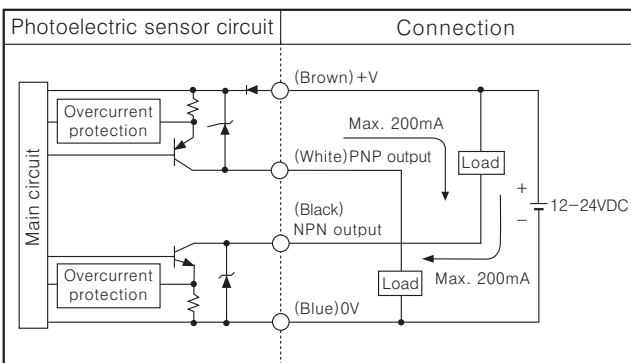 Photoelectric sensor circuit
Connection
(Brown)+V
Overcurrent
protection
Max. 200mA
(White)PNP output
Load
Main circuit
+
12-24VDC
−
(Black)
NPN output
Overcurrent
protection
Load
Max. 200mA
(Blue)0V